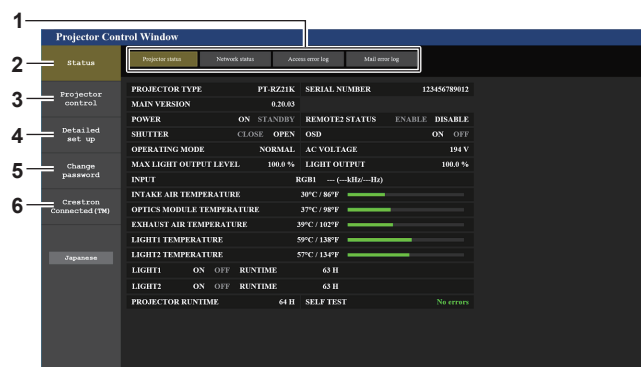 1
Projector Control Window
2
Status
Projector status Network status Access error log Mail error log
3
Projector
control
4
Detailed
set up
5
Change
password
6
Crestron
Connected(TM)
Japanese
PROJECTOR TYPE PT-RZ21K SERIAL NUMBER 123456789012
MAIN VERSION 0.20.03
POWER ON STANDBY REMOTE2 STATUS ENABLE DISABLE
SHUTTER CLOSE OPEN OSD ON OFF
OPERATING MODE NORMAL AC VOLTAGE 194 V
MAX LIGHT OUTPUT LEVEL 100.0 % LIGHT OUTPUT 100.0 %
INPUT RGB1 --- (---kHz/---Hz)
INTAKE AIR TEMPERATURE 30°C / 86°F
OPTICS MODULE TEMPERATURE 37°C / 98°F
EXHAUST AIR TEMPERATURE 39°C / 102°F
LIGHT1 TEMPERATURE 59°C / 138°F
LIGHT2 TEMPERATURE 57°C / 134°F
LIGHT1 ON OFF RUNTIME 63 H
LIGHT2 ON OFF RUNTIME 63 H
PROJECTOR RUNTIME 64 H SELF TEST No errors